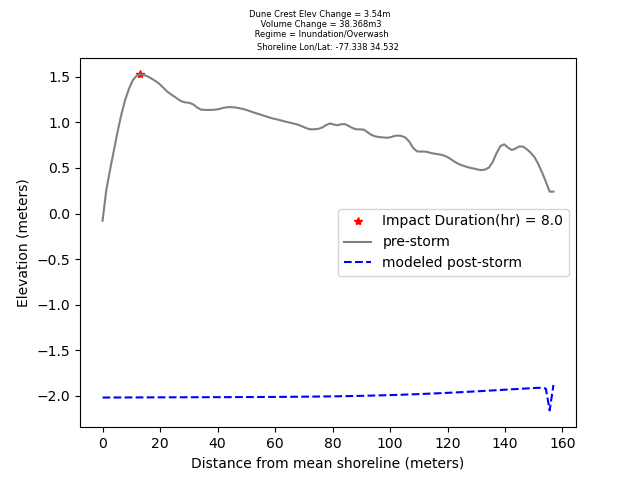 Dune Crest Elev Change = 3.54m
Volume Change = 38.368m3
Regime = Inundation/Overwash
Shoreline Lon/Lat: -77.338 34.532
1.5
1.0
0.5
0.0
−0.5
−1.0
−1.5
−2.0
Elevation (meters)
Impact Duration(hr) = 8.0
pre-storm
modeled post-storm
0 20 40 60 80 100 120 140 160
Distance from mean shoreline (meters)